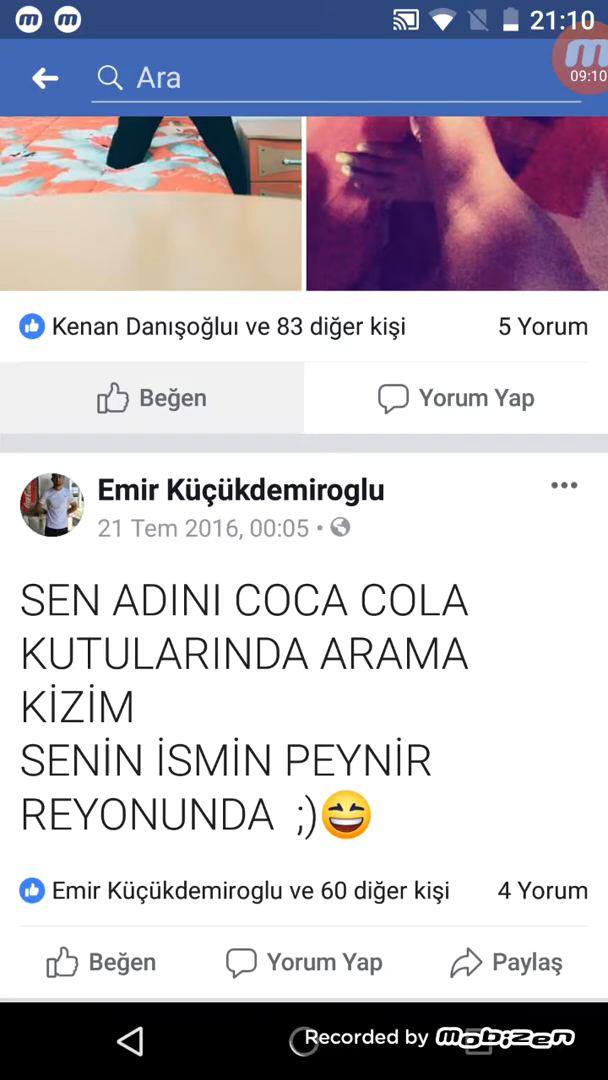 21:10
09:10
Ara
Kenan Danışoğluı ve 83 diğer kişi 5 Yorum
Beğen Yorum Yap
Emir Küçükdemiroglu
21 Tem 2016, 00:05 •
SEN ADINI COCA COLA
KUTULARINDA ARAMA
KİZİM
SENİN İSMİN PEYNİR
REYONUNDA ;)😆
Emir Küçükdemiroglu ve 60 diğer kişi 4 Yorum
Beğen Yorum Yap Paylaş
Recorded by mobizen